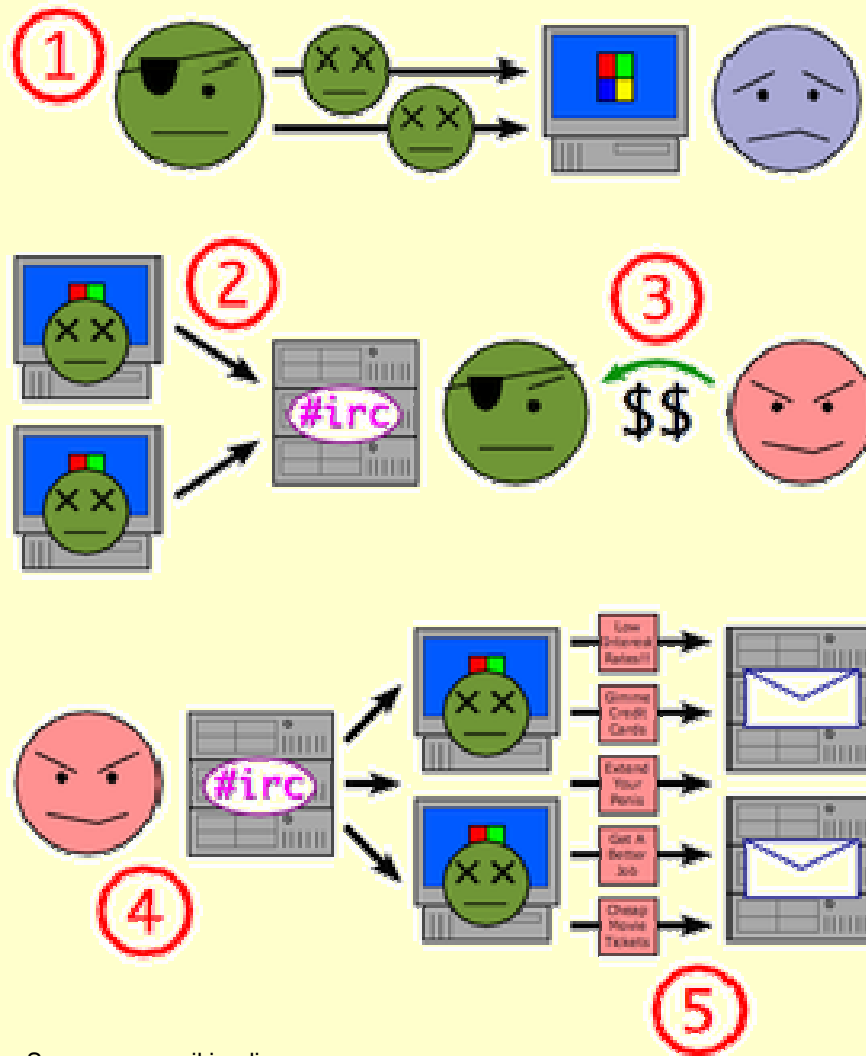 1
2
3
#irc
$$
Low
Interest
Rates!!
Gimme
Credit
Cards
#irc
Extend
Your
Penis
Get A
Better
Job
4
Cheap
Movie
Tickets
5